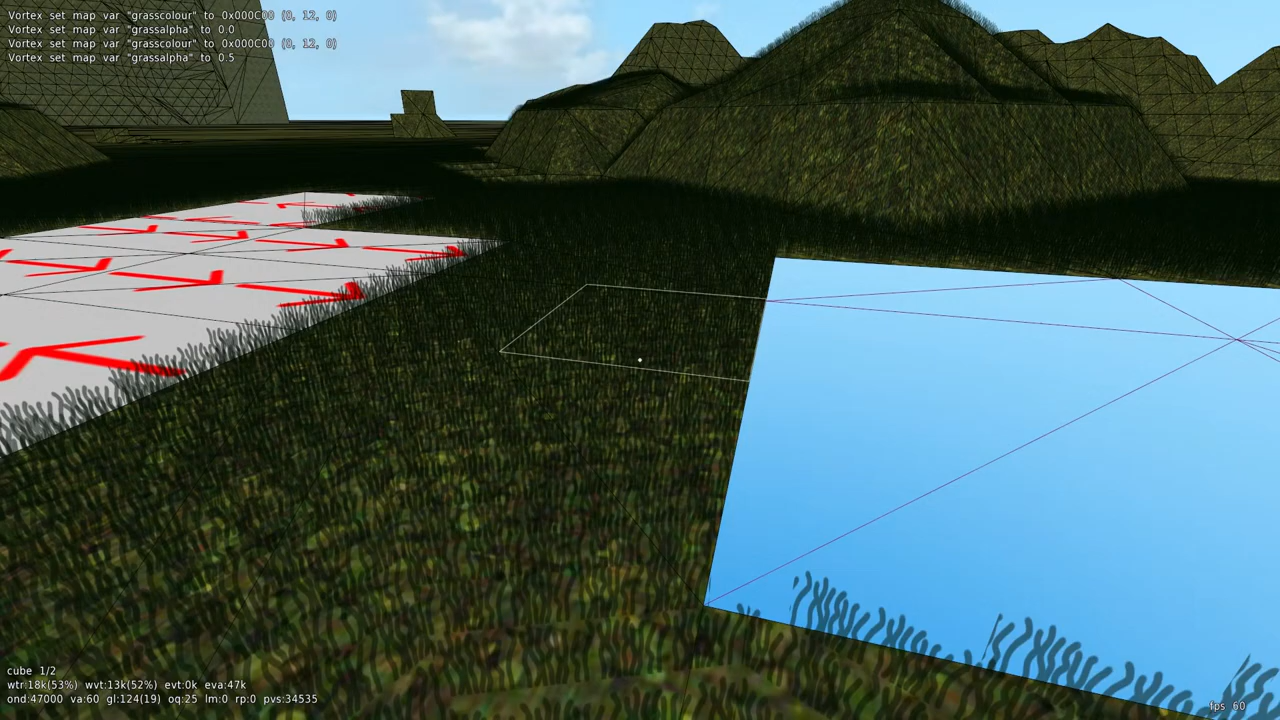 Vortex set map var "grasscolour" to 0x000C00 (0, 12, 0)
Vortex set map var "grassalpha" to 0.0
Vortex set map var "grasscolour" to 0x000C00 (0, 12, 0)
Vortex set map var "grassalpha" to 0.5
cube 1/2
wtr:18k(53%) wvt:13k(52%) evt:0k eva:47k
ond:47000 va:60 gl:124(19) oq:25 lm:0 rp:0 pvs:34535
fps 60